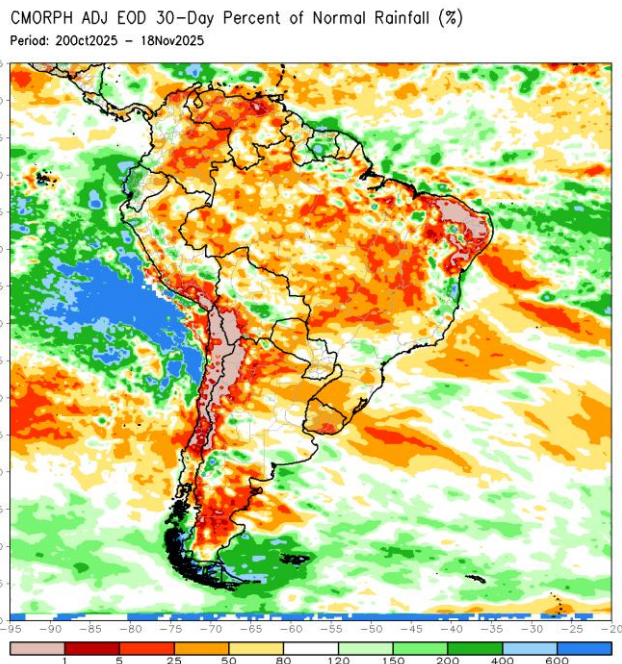 CMORPH ADJ EOD 30-Day Percent of Normal Rainfall (%)
Period: 20Oct2025 - 18Nov2025
-95 -90 -85 -80 -75 -70 -65 -60 -55 -50 -45 -40 -35 -30 -25 -20
1 5 25 50 80 120 150 200 400 600